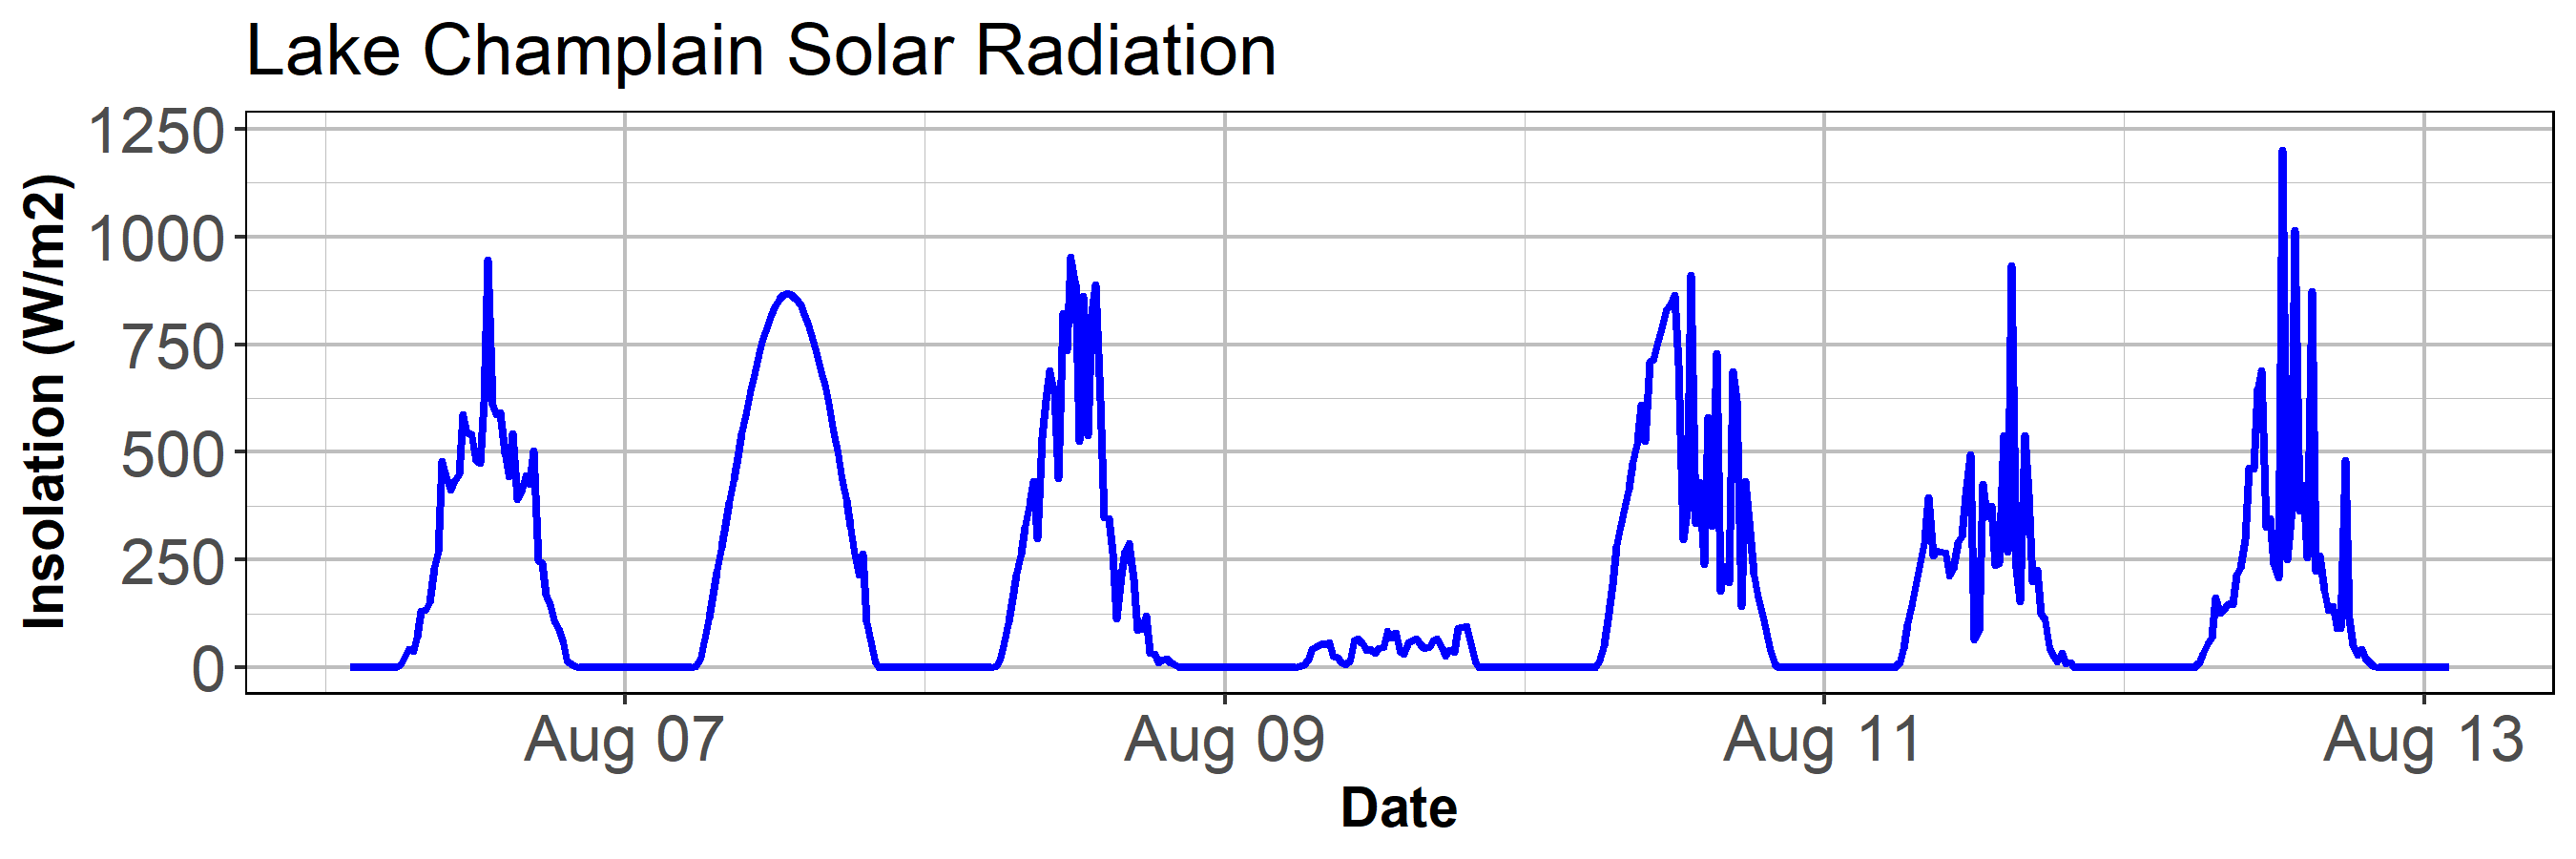 Lake Champlain Solar Radiation
Insolation (W/m2)
1250
1000
750
500
250
0
Aug 07 Aug 09 Aug 11 Aug 13
Date